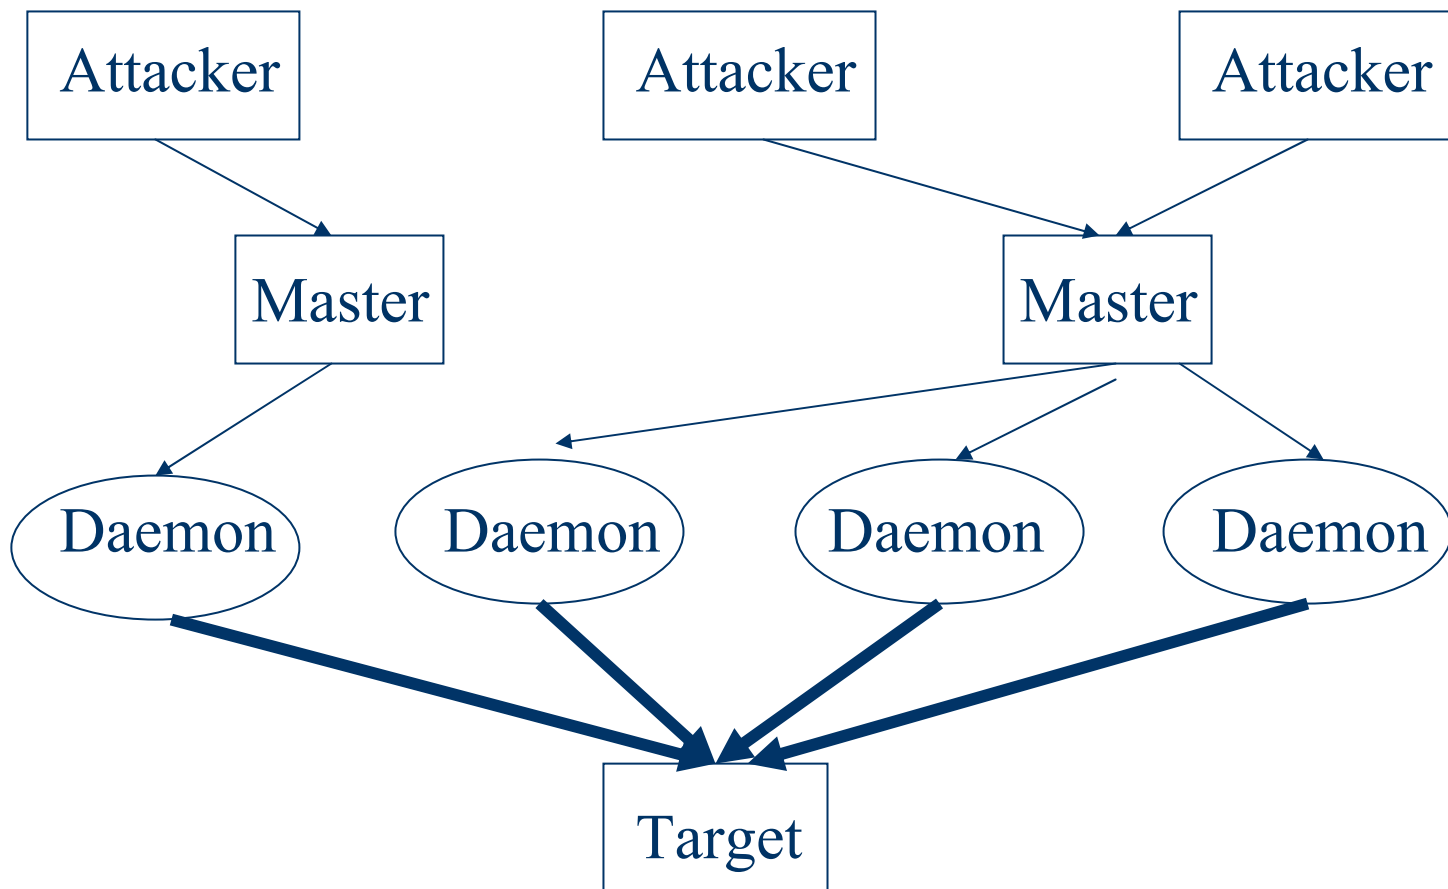 Attacker
Attacker
Attacker
Master
Master
Daemon
Daemon
Daemon
Daemon
Target